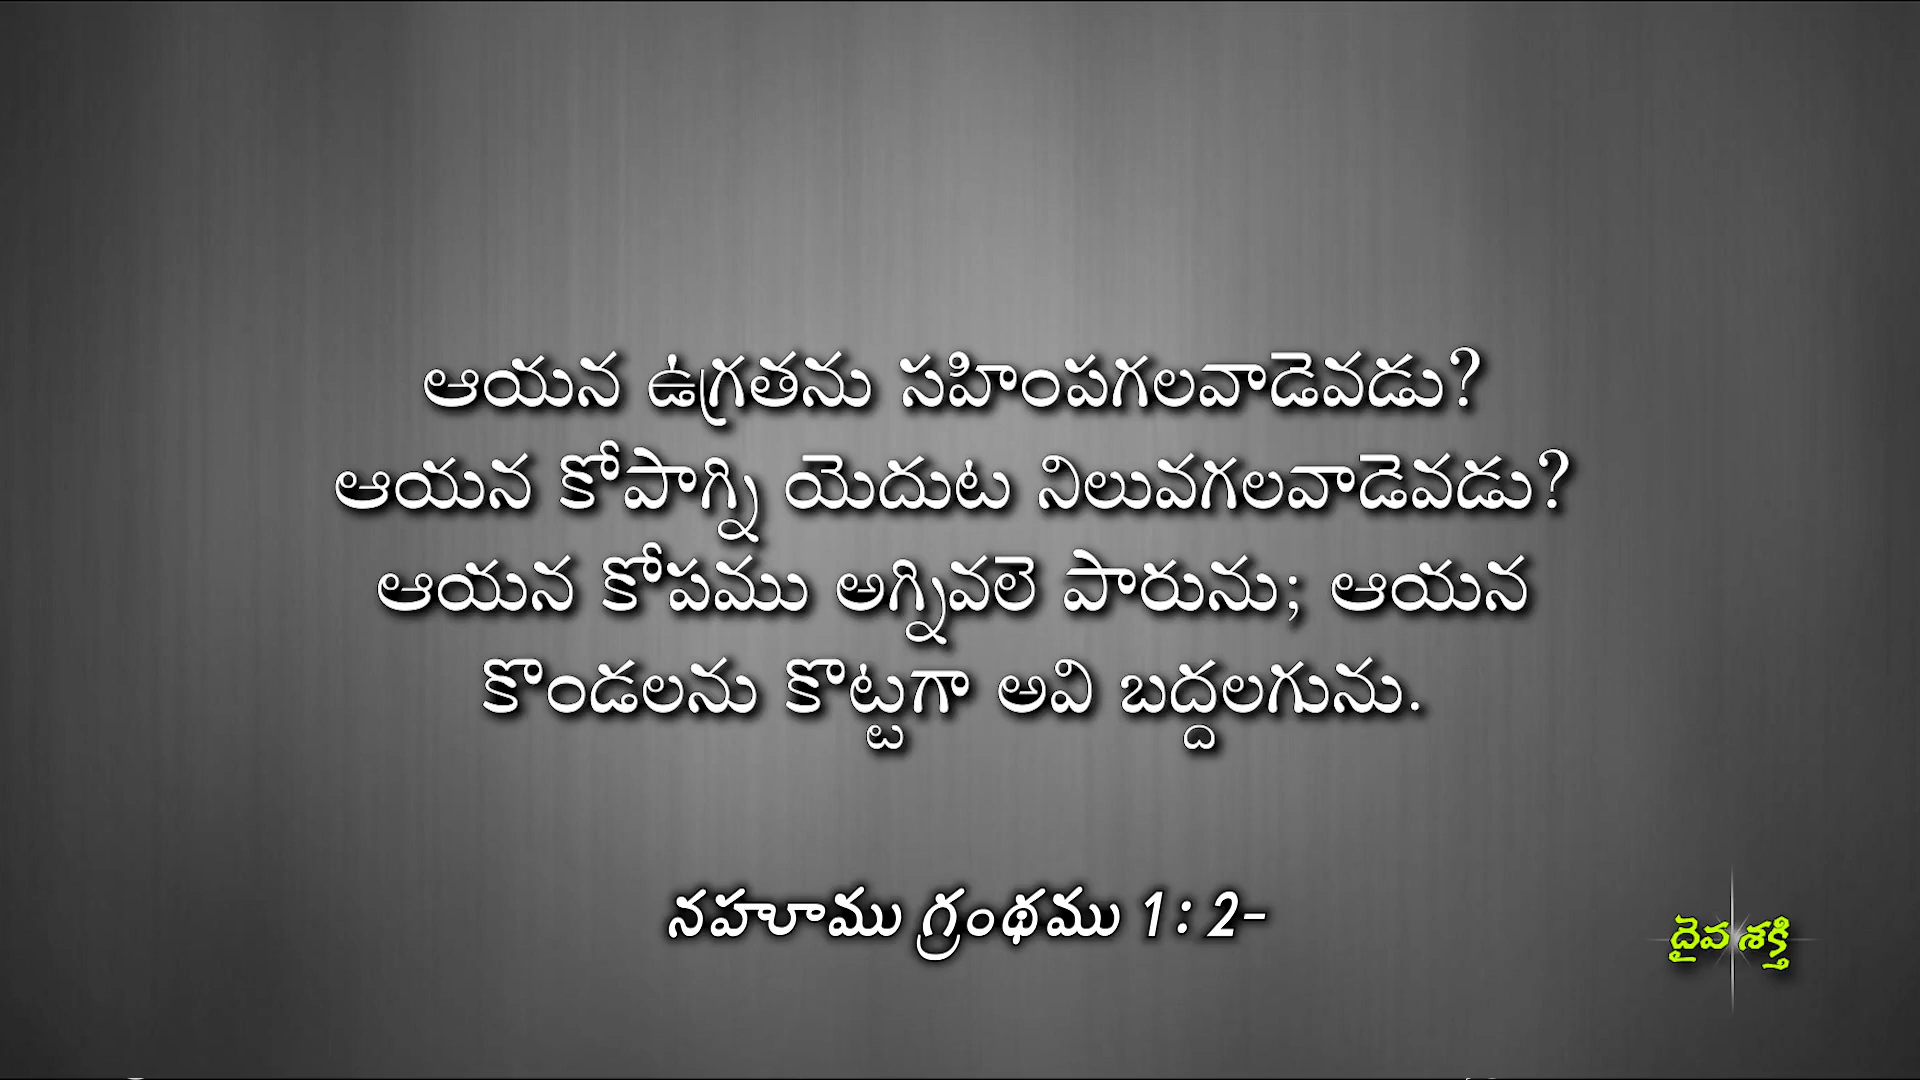 ఆయన ఉగ్రతను సహింపగలవాడెవడు?
ఆయన కోపాగ్ని యెదుట నిలువగలవాడెవడు?
ఆయన కోపము అగ్నివలె పారును; ఆయన
కొండలను కొట్టగా అవి బద్దలగును.
నహూము గ్రంథము 1: 2-
దైవ శక్తి